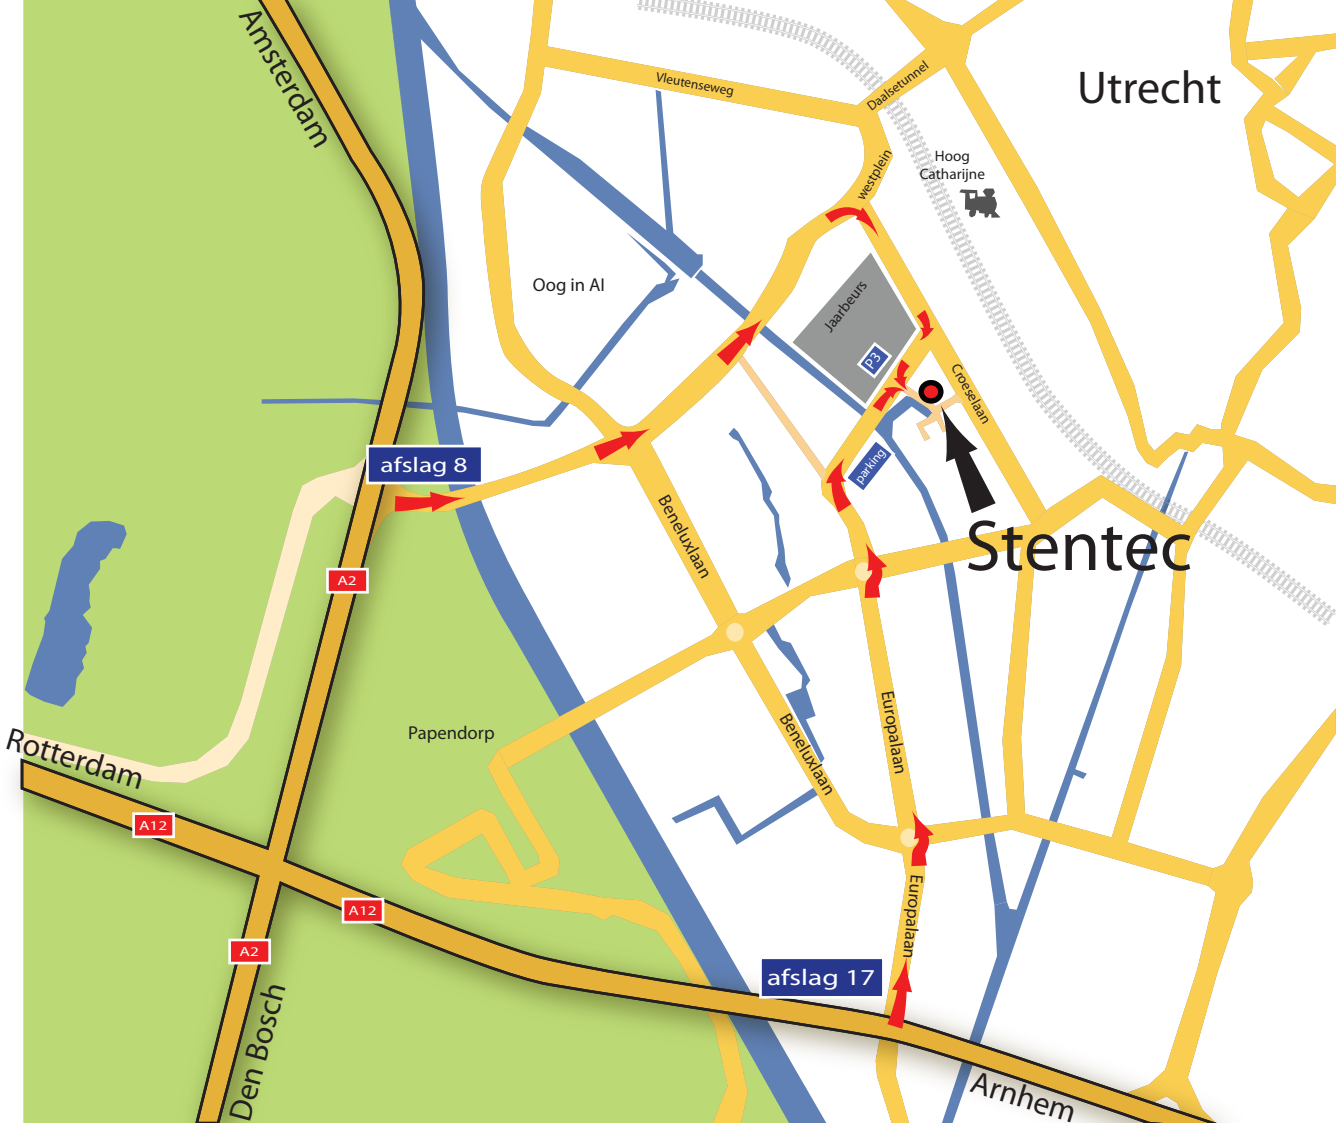 Amsterdam
Vleutenseweg
Daalsetunnel
Utrecht
westplein
Hoog
Catharijne
Oog in Al
Jaarbeurs
P3
Croeselaan
afslag 8
parking
Beneluxlaan
Stentec
A2
Europalaan
Papendorp
Beneluxlaan
Rotterdam
A12
A12
Europalaan
A2
afslag 17
Den Bosch
Arnhem